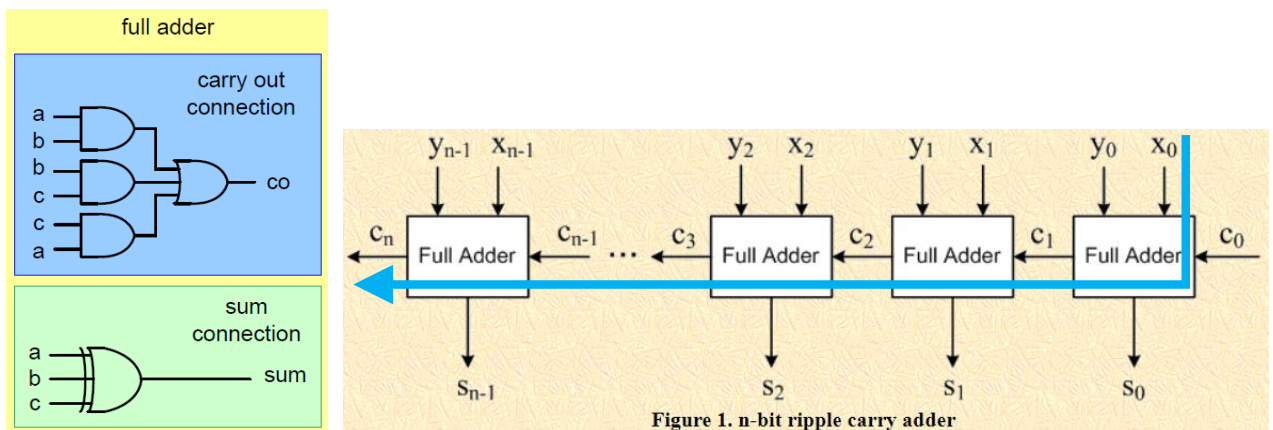 full adder
carry out
connection
a
b
b
c
c
a
co
sum
connection
a
b
c
sum
yn-1 xn-1 y2 x2 y1 x1 y0 x0
cn Full Adder cn-1 ... c3 Full Adder c2 Full Adder c1 Full Adder c0
sn-1 s2 s1 s0
Figure 1. n-bit ripple carry adder